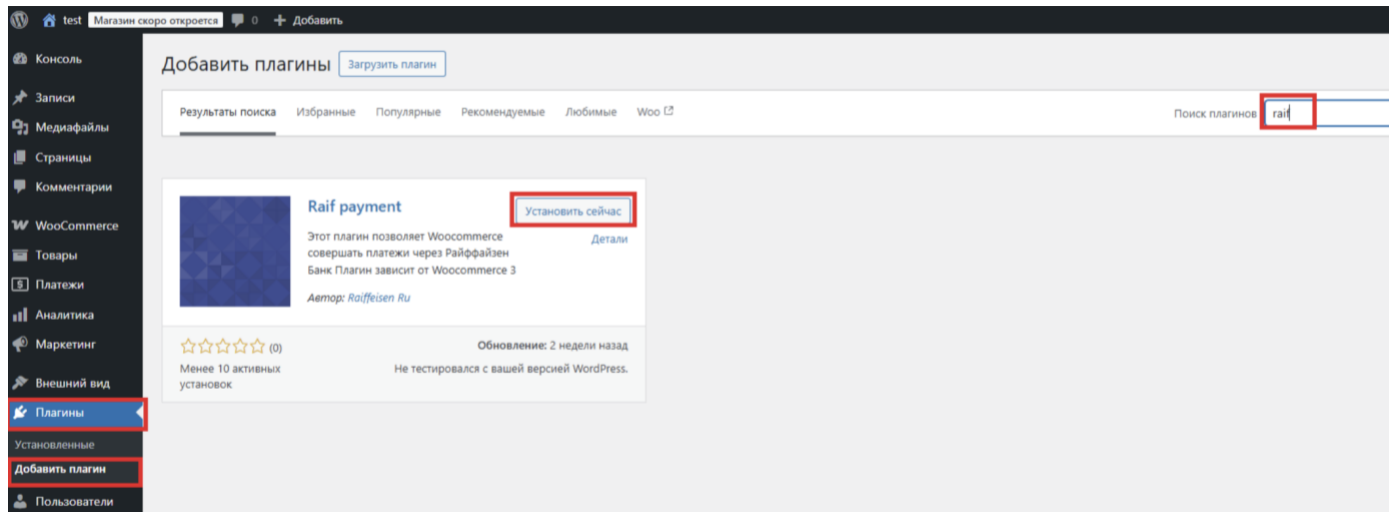 test Магазин скоро откроется 0 + Добавить
Консоль
Записи
Медиафайлы
Страницы
Комментарии
WooCommerce
Товары
Платежи
Аналитика
Маркетинг
Внешний вид
Плагины
Установленные
Добавить плагин
Пользователи
Добавить плагины Загрузить плагин
Результаты поиска Избранные Популярные Рекомендуемые Любимые Woo Поиск плагинов raif
Raif payment Установить сейчас
Этот плагин позволяет Woocommerce Детали
совершать платежи через Райффайзен
Банк Плагин зависит от Woocommerce 3
Автор: Raiffeisen Ru
(0) Обновление: 2 недели назад
Менее 10 активных Не тестировался с вашей версией WordPress.
установок